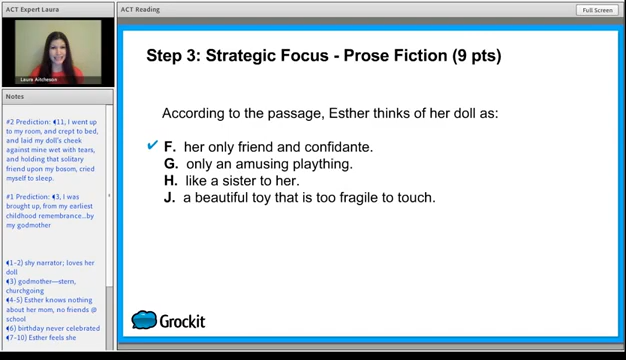 ACT Expert Laura
ACT Reading
Full Screen
Laura Aitcheson
Notes
#2 Prediction: ¶11, I went up
to my room, and crept to bed,
and laid my doll's cheek
against mine wet with tears,
and holding that solitary
friend upon my bosom, cried
myself to sleep.
#1 Prediction: ¶3, I was
brought up, from my earliest
childhood remembrance...by
my godmother
¶1-2) shy narrator; loves her
doll
¶3) godmother—stern,
churchgoing
¶4-5) Esther knows nothing
about her mom, no friends @
school
¶6) birthday never celebrated
¶7-10) Esther feels she
Step 3: Strategic Focus - Prose Fiction (9 pts)
According to the passage, Esther thinks of her doll as:
✓ F. her only friend and confidante.
G. only an amusing plaything.
H. like a sister to her.
J. a beautiful toy that is too fragile to touch.
Grockit